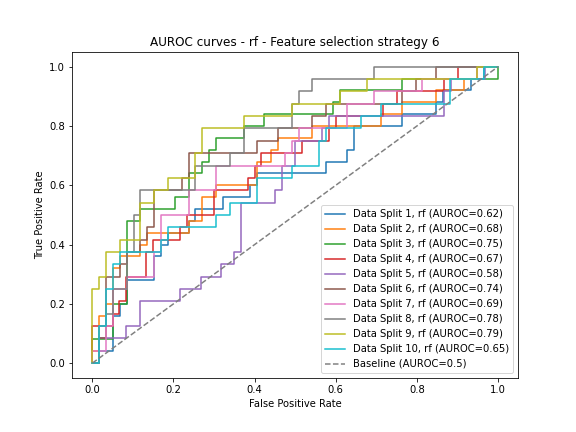 AUROC curves - rf - Feature selection strategy 6
True Positive Rate
1.0
0.8
0.6
0.4
0.2
0.0
Data Split 1, rf (AUROC=0.62)
Data Split 2, rf (AUROC=0.68)
Data Split 3, rf (AUROC=0.75)
Data Split 4, rf (AUROC=0.67)
Data Split 5, rf (AUROC=0.58)
Data Split 6, rf (AUROC=0.74)
Data Split 7, rf (AUROC=0.69)
Data Split 8, rf (AUROC=0.78)
Data Split 9, rf (AUROC=0.79)
Data Split 10, rf (AUROC=0.65)
Baseline (AUROC=0.5)
0.0 0.2 0.4 0.6 0.8 1.0
False Positive Rate